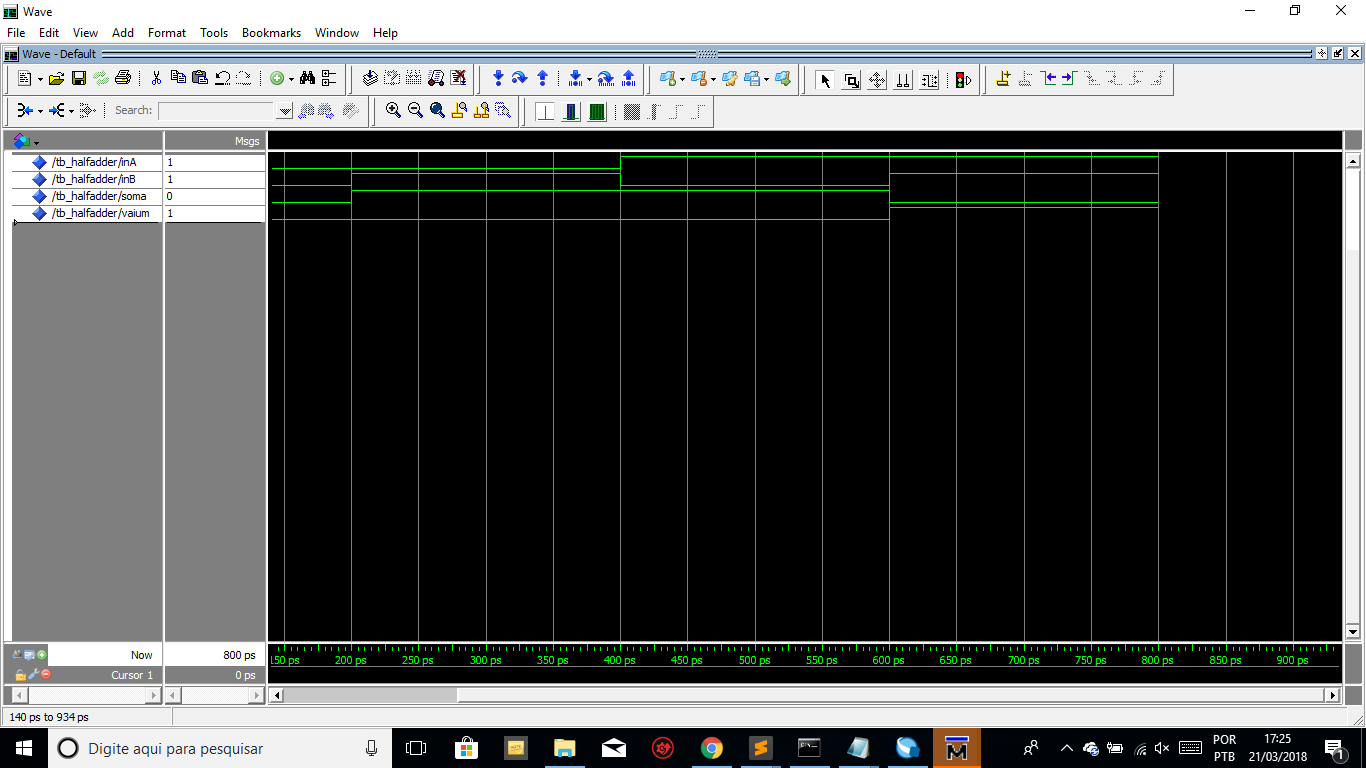 Wave
File Edit View Add Format Tools Bookmarks Window Help
Wave - Default
Search:
Msgs
/tb_halfadder/inA 1
/tb_halfadder/inB 1
/tb_halfadder/soma 0
/tb_halfadder/vaium 1
Now 800 ps
Cursor 1 0 ps
150 ps 200 ps 250 ps 300 ps 350 ps 400 ps 450 ps 500 ps 550 ps 600 ps 650 ps 700 ps 750 ps 800 ps 850 ps 900 ps
140 ps to 934 ps
Digite aqui para pesquisar
POR
PTB
17:25
21/03/2018
1